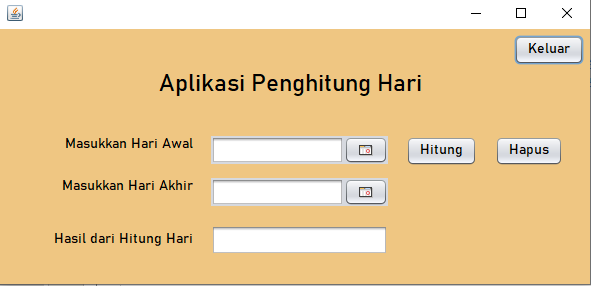 Keluar
Aplikasi Penghitung Hari
Masukkan Hari Awal
Hitung
Hapus
Masukkan Hari Akhir
Hasil dari Hitung Hari